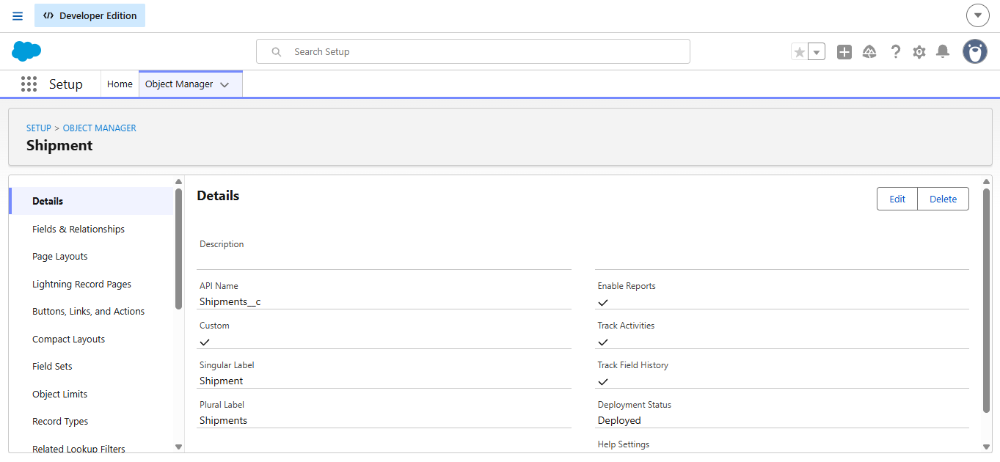 Developer Edition
Search Setup
Setup
Home
Object Manager
SETUP > OBJECT MANAGER
Shipment
Details
Fields & Relationships
Page Layouts
Lightning Record Pages
Buttons, Links, and Actions
Compact Layouts
Field Sets
Object Limits
Record Types
Related Lookup Filters
Details
Edit
Delete
Description
API Name
Shipments__c
Custom
Singular Label
Shipment
Plural Label
Shipments
Enable Reports
Track Activities
Track Field History
Deployment Status
Deployed
Help Settings